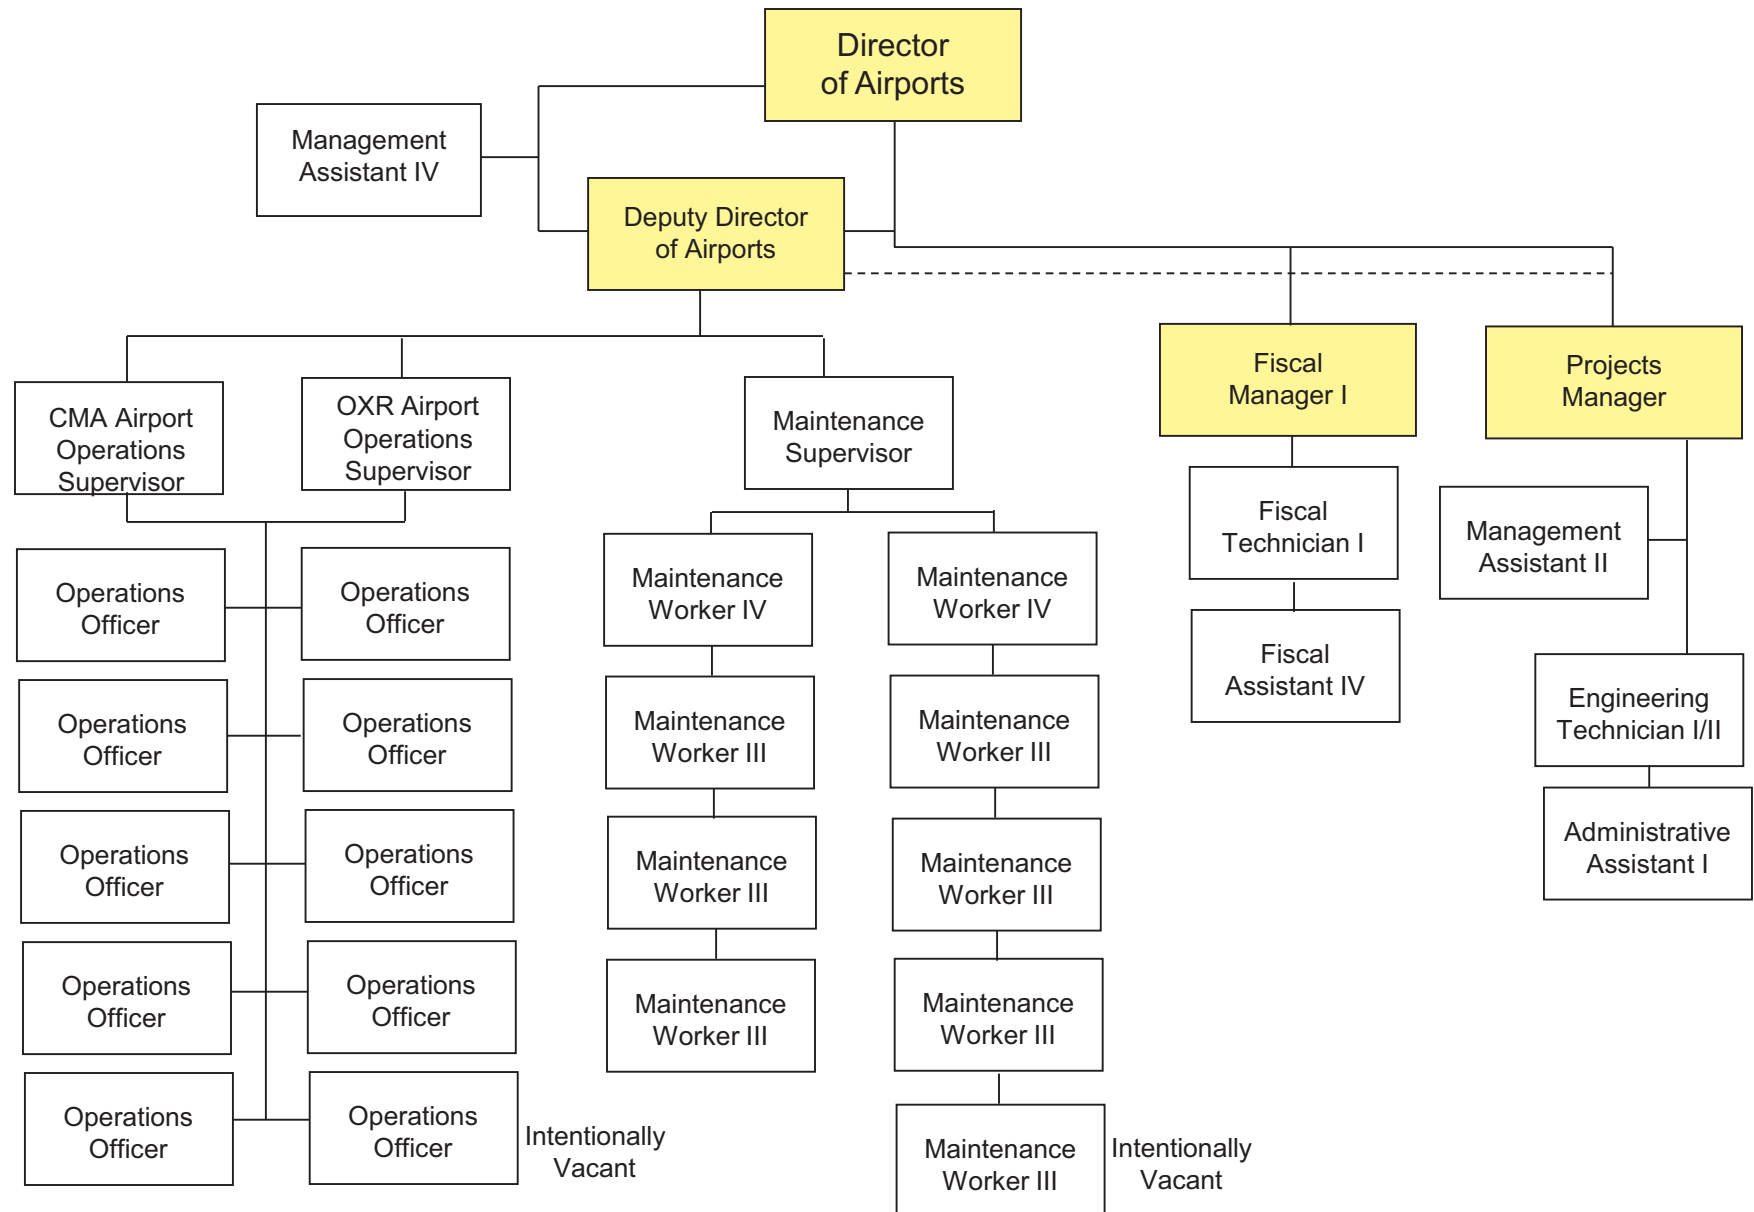 Director
of Airports
Management
Assistant IV
Deputy Director
of Airports
Fiscal
Manager I
Projects
Manager
CMA Airport
Operations
Supervisor
OXR Airport
Operations
Supervisor
Maintenance
Supervisor
Fiscal
Technician I
Management
Assistant II
Operations
Officer
Operations
Officer
Maintenance
Worker IV
Maintenance
Worker IV
Fiscal
Assistant IV
Engineering
Technician I/II
Operations
Officer
Operations
Officer
Maintenance
Worker III
Maintenance
Worker III
Administrative
Assistant I
Operations
Officer
Operations
Officer
Maintenance
Worker III
Maintenance
Worker III
Operations
Officer
Operations
Officer
Maintenance
Worker III
Maintenance
Worker III
Operations
Officer
Operations
Officer
Intentionally
Vacant
Maintenance
Worker III
Intentionally
Vacant